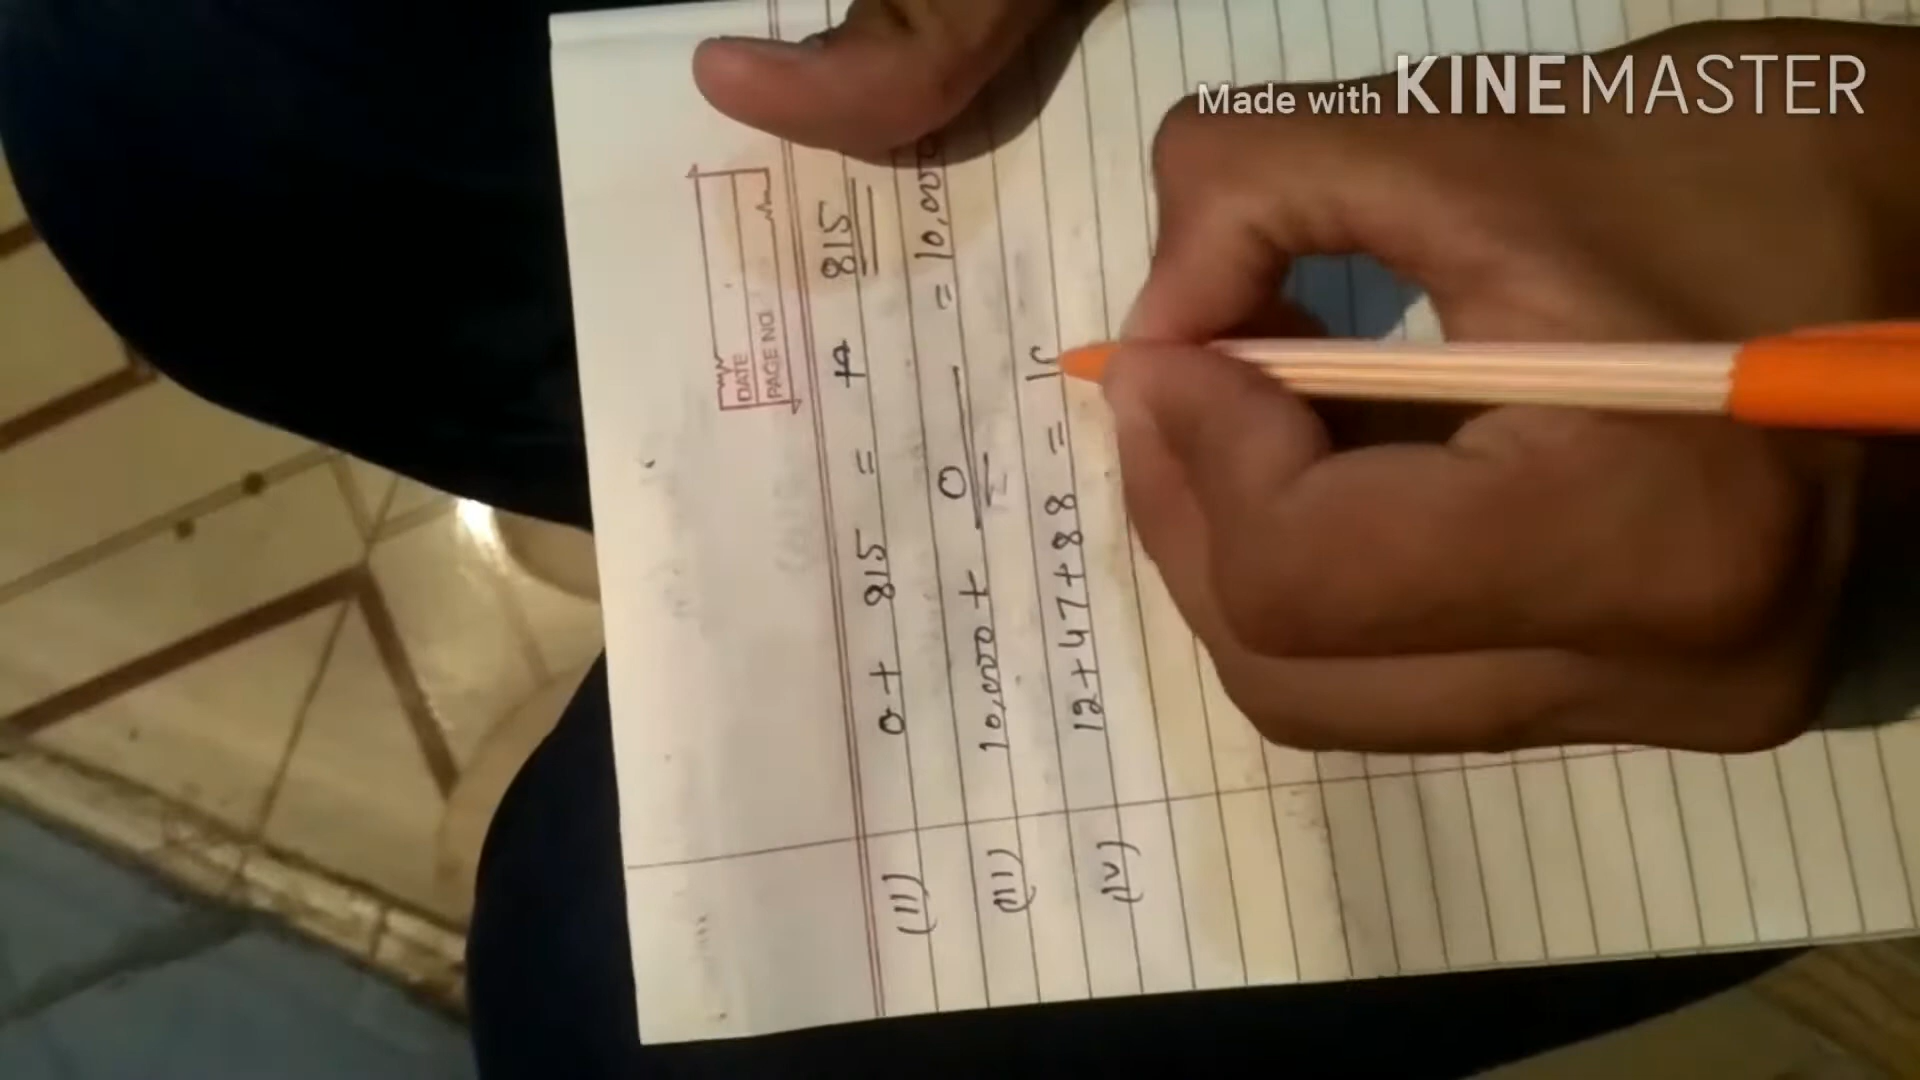 Made with KINEMASTER
DATE
PAGE NO.
(II) 0 + 815 = 815
(III) 10,000 + 0 = 10,000
(IV) 12 + 47 + 88 = 1